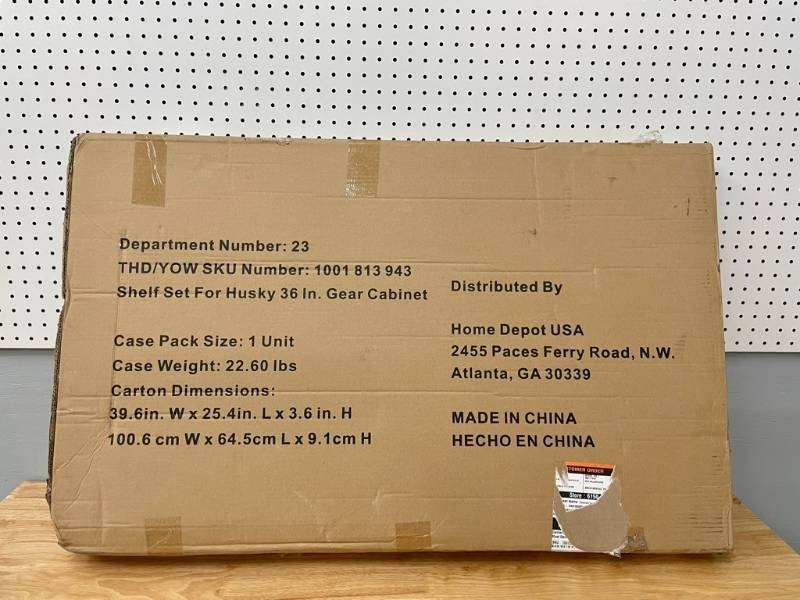 Department Number: 23
THD/YOW SKU Number: 1001 813 943
Shelf Set For Husky 36 In. Gear Cabinet
Case Pack Size: 1 Unit
Case Weight: 22.60 lbs
Carton Dimensions:
39.6in. W x 25.4in. L x 3.6 in. H
100.6 cm W x 64.5cm L x 9.1cm H
Distributed By
Home Depot USA
2455 Paces Ferry Road, N.W.
Atlanta, GA 30339
MADE IN CHINA
HECHO EN CHINA
Store: